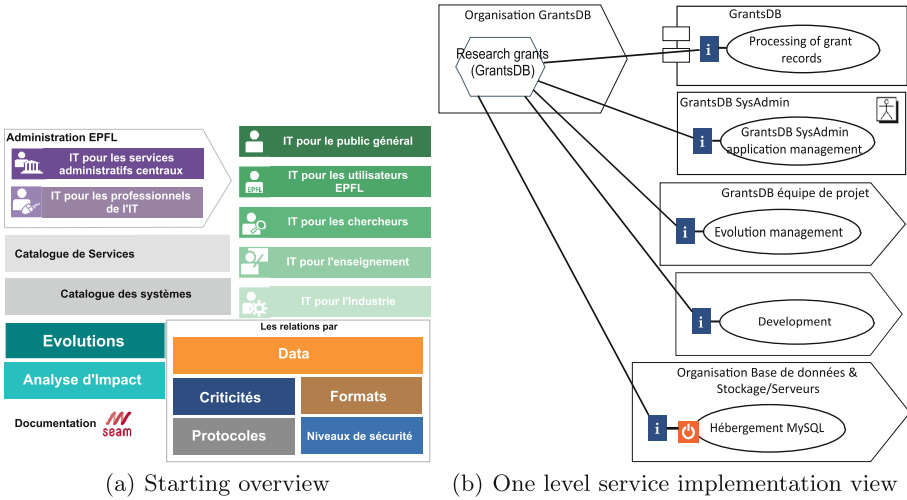 Administration EPFL
IT pour les services
administratifs centraux
IT pour les professionnels
de l'IT
Catalogue de Services
Catalogue des systèmes
Evolutions
Analyse d'Impact
Documentation
seam
IT pour le public général
IT pour les utilisateurs
EPFL
EPFL
IT pour les chercheurs
IT pour l'enseignement
IT pour l'Industrie
Les relations par
Data
Criticités
Formats
Protocoles
Niveaux de sécurité
(a) Starting overview
Organisation GrantsDB
Research grants
(GrantsDB)
GrantsDB
i
Processing of grant
records
GrantsDB SysAdmin
i
GrantsDB SysAdmin
application management
GrantsDB équipe de projet
i
Evolution management
i
Development
Organisation Base de données &
Stockage/Serveurs
i
Hébergement MySQL
(b) One level service implementation view